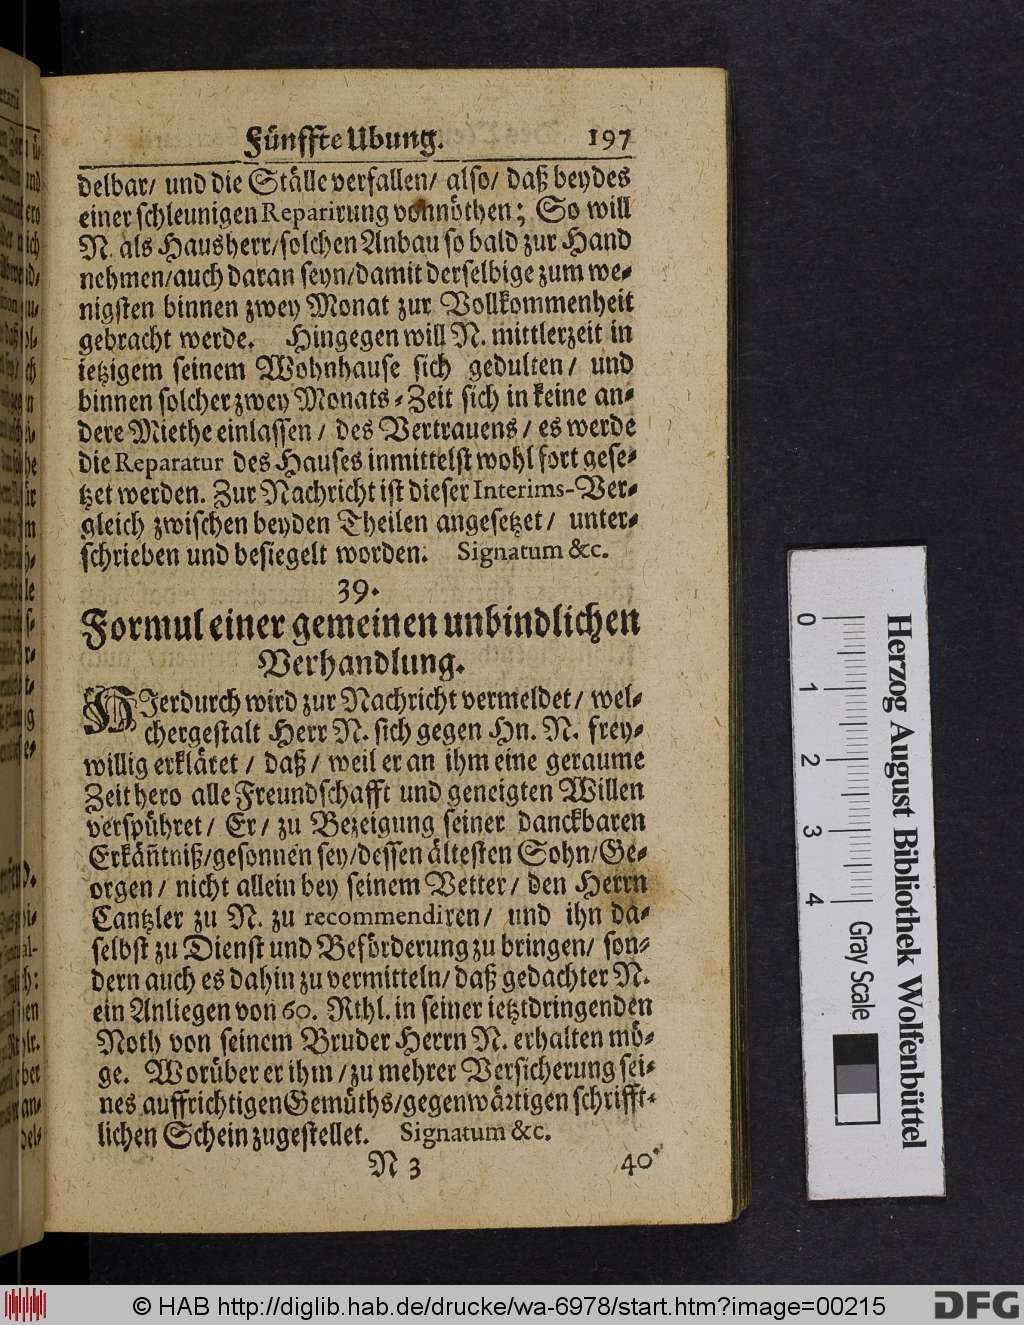 Fünffte Ubung. 197
delbar/ und die Ställe verfallen/ also/ daß beydes
einer schleunigen Reparirung vonnöthen; So will
N. als Hausherr/solchen Anbau so bald zur Hand
nehmen/auch daran seyn/damit derselbige zum we-
nigsten binnen zwey Monat zur Vollkommenheit
gebracht werde. Hingegen will N. mittlerzeit in
ietzigem seinem Wohnhause sich gedulten/ und
binnen solcher zwey Monats-Zeit sich in keine an-
dere Miethe einlassen/ des Vertrauens/ es werde
die Reparatur des Hauses inmittelst wohl fort gese-
tzet werden. Zur Nachricht ist dieser Interims-Ver-
gleich zwischen beyden Theilen angesetzet/ unter-
schrieben und besiegelt worden. Signatum &c.
39.
Formul einer gemeinen unbindlichen
Verhandlung.
HIerdurch wird zur Nachricht vermeldet/ wel-
chergestalt Herr N. sich gegen Hn. N. frey-
willig erkläret/ daß/ weil er an ihm eine geraume
Zeit hero alle Freundschafft und geneigten Willen
verspühret/ Er/ zu Bezeigung seiner danckbaren
Erkäñtniß/gesonnen sey/dessen ältesten Sohn/Ge-
orgen/ nicht allein bey seinem Vetter/ den Herrn
Cantzler zu N. zu recommendiren/ und ihn da-
selbst zu Dienst und Beförderung zu bringen/ son-
dern auch es dahin zu vermitteln/ daß gedachter N.
ein Anliegen von 60. Rthl. in seiner ietztdringenden
Noth von seinem Bruder Herrn N. erhalten mö-
ge. Worüber er ihm/zu mehrer Versicherung sei-
nes auffrichtigen Gemüths/gegenwärtigen schrifft-
lichen Schein zugestellet. Signatum &c.
N 3 40.
0 1 2 3 4
Herzog August Bibliothek Wolfenbüttel
Gray Scale
© HAB http://diglib.hab.de/drucke/wa-6978/start.htm?image=00215
DFG